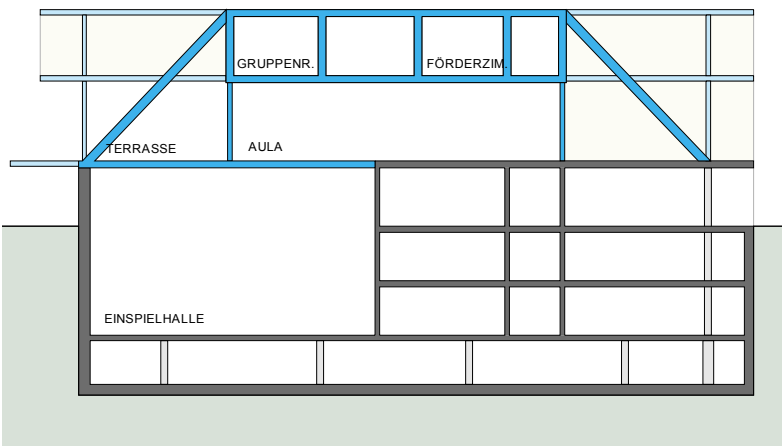 GRUPPENR.
FÖRDERZIM.
TERRASSE
AULA
EINSPIELHALLE